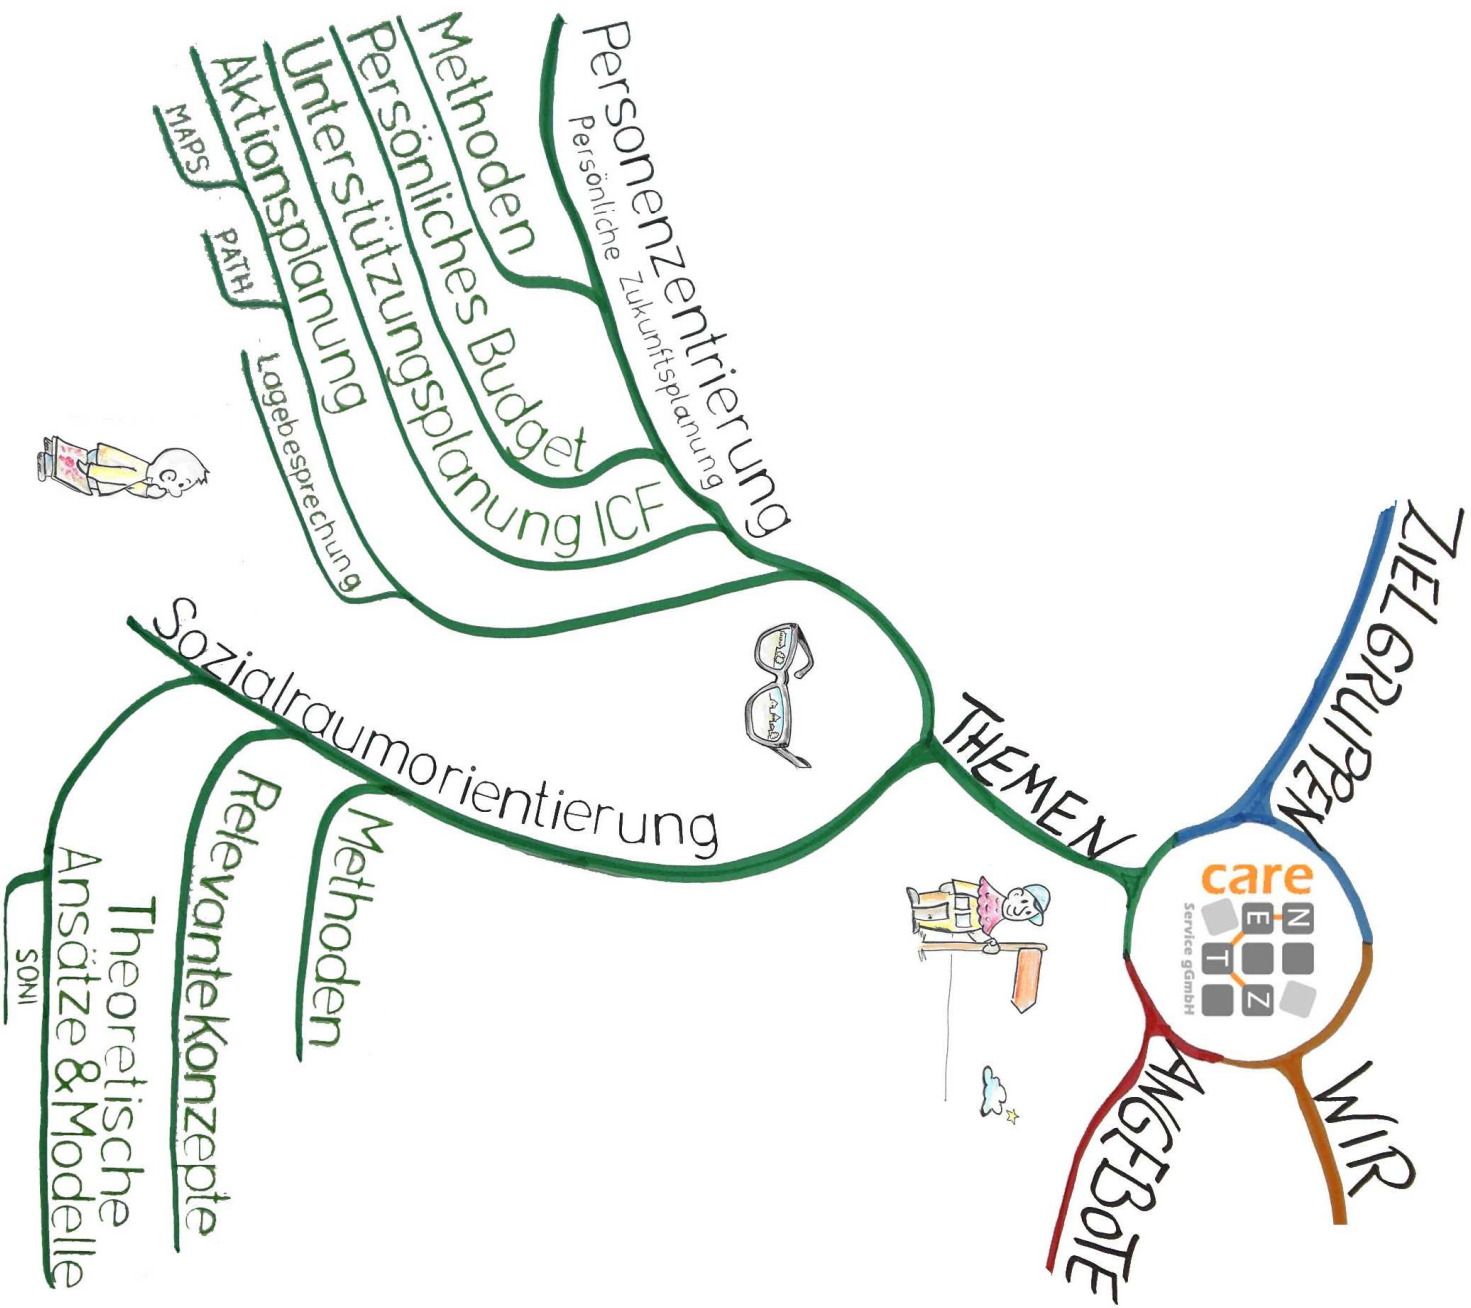 care
NETZ
Service gGmbH
ZIELGRUPPEN
WIR
ANGEBOTE
THEMEN
Personenzentrierung
Persönliche Zukunftsplanung
Methoden
Persönliches Budget
Unterstützungsplanung ICF
Aktionsplanung
MAPS
PATH
Lagebesprechung
Sozialraumorientierung
Methoden
Relevante Konzepte
Theoretische
Ansätze & Modelle
SONI